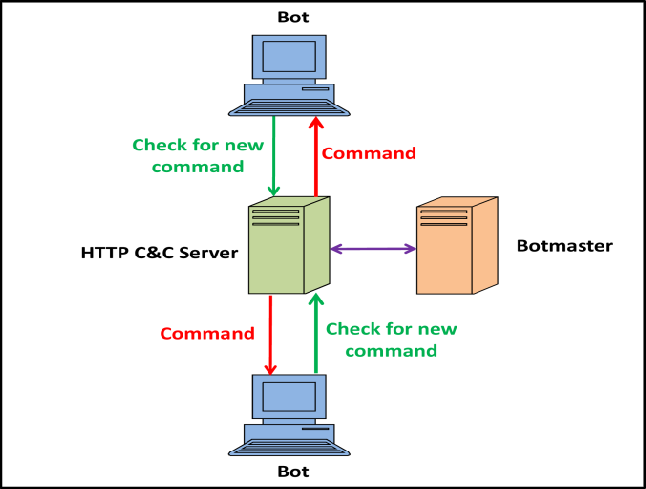 Bot
Check for new
command
Command
HTTP C&C Server
Botmaster
Command
Check for new
command
Bot